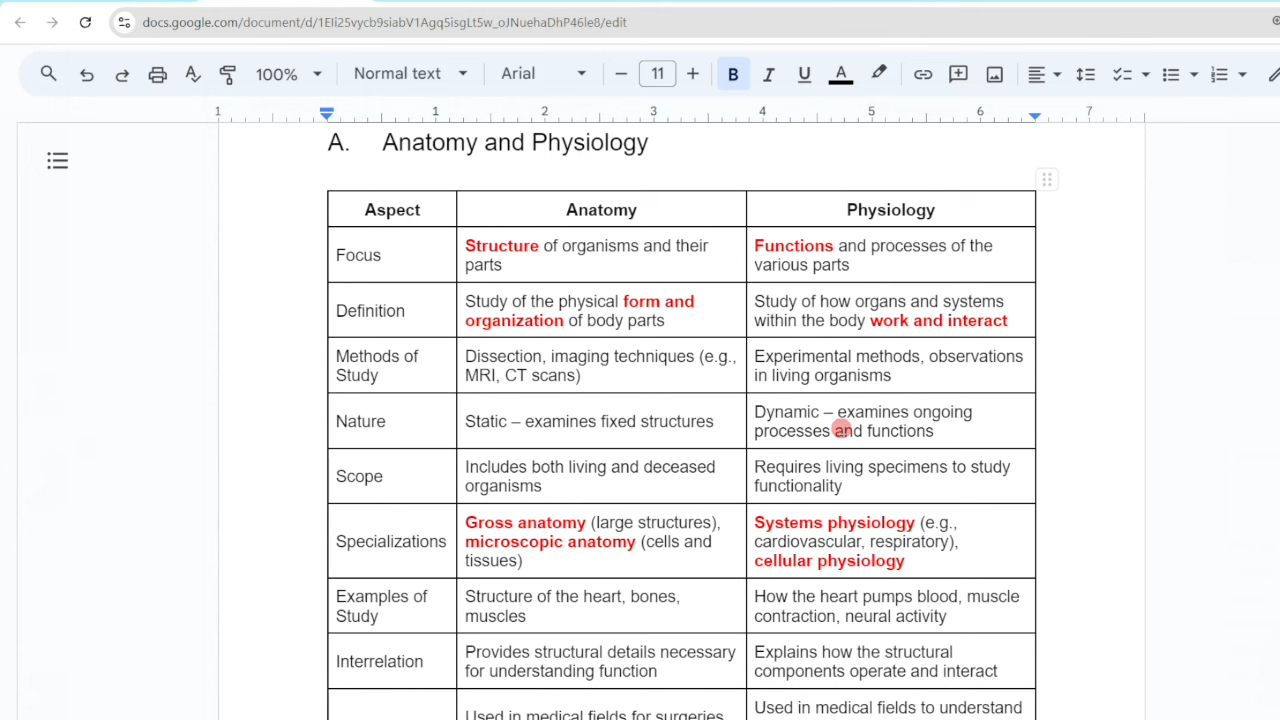 docs.google.com/document/d/1EIi25vycb9siabV1Agq5isgLt5w_oJNuehaDhP46le8/edit
100% Normal text Arial 11 B I U A
1 1 2 3 4 5 6 7
A. Anatomy and Physiology
Aspect Anatomy Physiology
Focus
Structure of organisms and their
parts
Functions and processes of the
various parts
Definition
Study of the physical form and
organization of body parts
Study of how organs and systems
within the body work and interact
Methods of
Study
Dissection, imaging techniques (e.g.,
MRI, CT scans)
Experimental methods, observations
in living organisms
Nature
Static – examines fixed structures
Dynamic – examines ongoing
processes and functions
Scope
Includes both living and deceased
organisms
Requires living specimens to study
functionality
Specializations
Gross anatomy (large structures),
microscopic anatomy (cells and
tissues)
Systems physiology (e.g.,
cardiovascular, respiratory),
cellular physiology
Examples of
Study
Structure of the heart, bones,
muscles
How the heart pumps blood, muscle
contraction, neural activity
Interrelation
Provides structural details necessary
for understanding function
Explains how the structural
components operate and interact
Used in medical fields for surgeries
Used in medical fields to understand